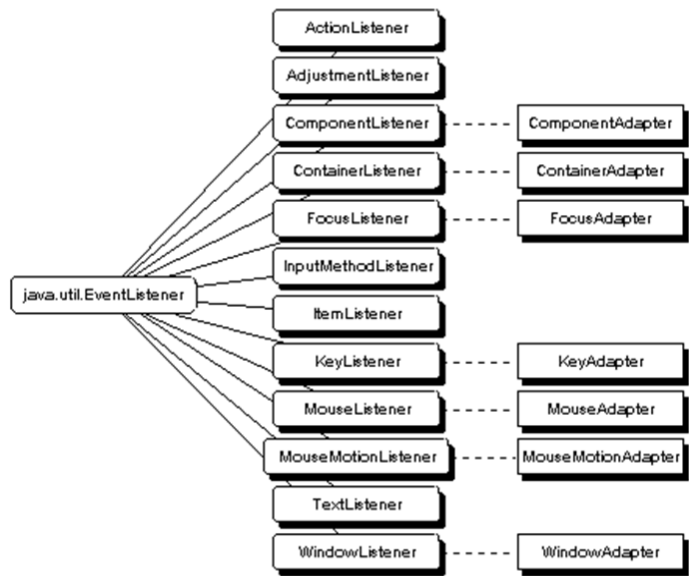 ActionListener
AdjustmentListener
ComponentListener ComponentAdapter
ContainerListener ContainerAdapter
FocusListener FocusAdapter
InputMethodListener
java.util.EventListener
ItemListener
KeyListener KeyAdapter
MouseListener MouseAdapter
MouseMotionListener MouseMotionAdapter
TextListener
WindowListener WindowAdapter